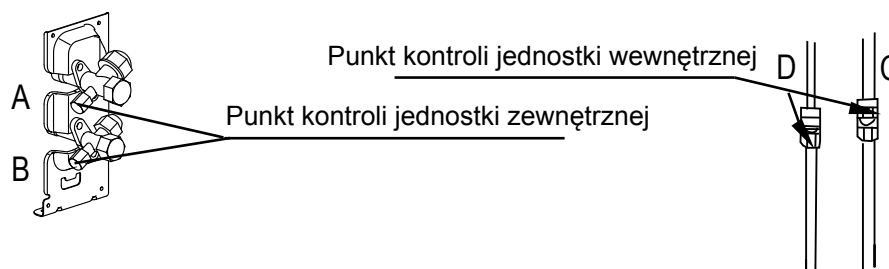 Punkt kontroli jednostki wewnętrznej
D
C
A
Punkt kontroli jednostki zewnętrznej
B